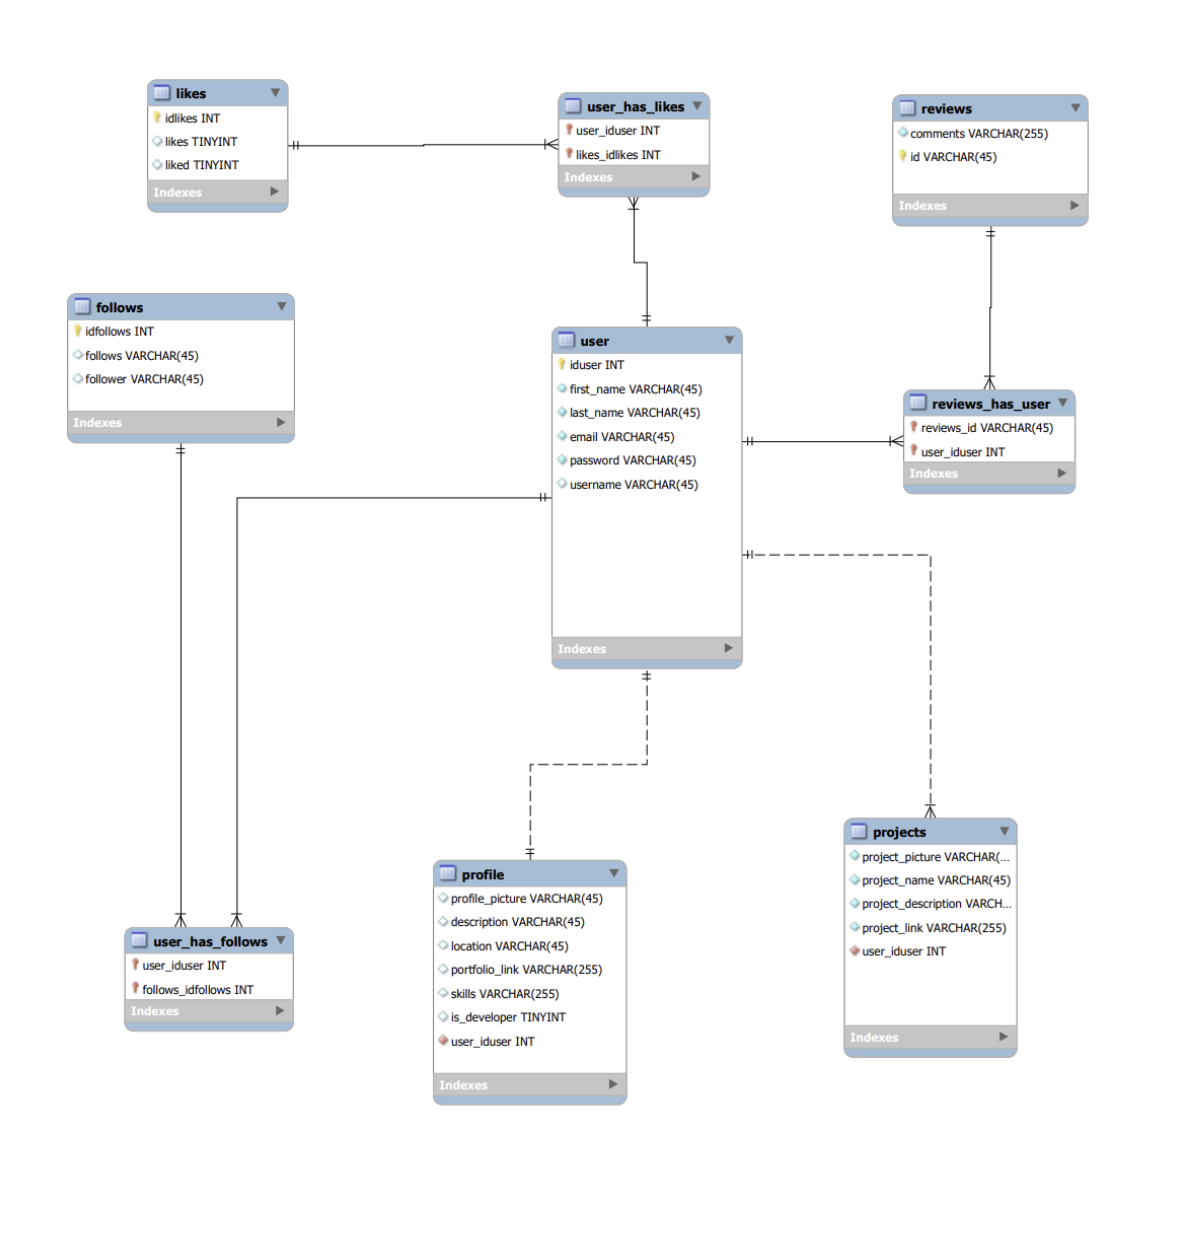 likes
idlikes INT
likes TINYINT
liked TINYINT
Indexes
user_has_likes
user_iduser INT
likes_idlikes INT
Indexes
reviews
comments VARCHAR(255)
id VARCHAR(45)
Indexes
follows
idfollows INT
follows VARCHAR(45)
follower VARCHAR(45)
Indexes
user
iduser INT
first_name VARCHAR(45)
last_name VARCHAR(45)
email VARCHAR(45)
password VARCHAR(45)
username VARCHAR(45)
Indexes
reviews_has_user
reviews_id VARCHAR(45)
user_iduser INT
Indexes
user_has_follows
user_iduser INT
follows_idfollows INT
Indexes
profile
profile_picture VARCHAR(45)
description VARCHAR(45)
location VARCHAR(45)
portfolio_link VARCHAR(255)
skills VARCHAR(255)
is_developer TINYINT
user_iduser INT
Indexes
projects
project_picture VARCHAR(...
project_name VARCHAR(45)
project_description VARCH...
project_link VARCHAR(255)
user_iduser INT
Indexes